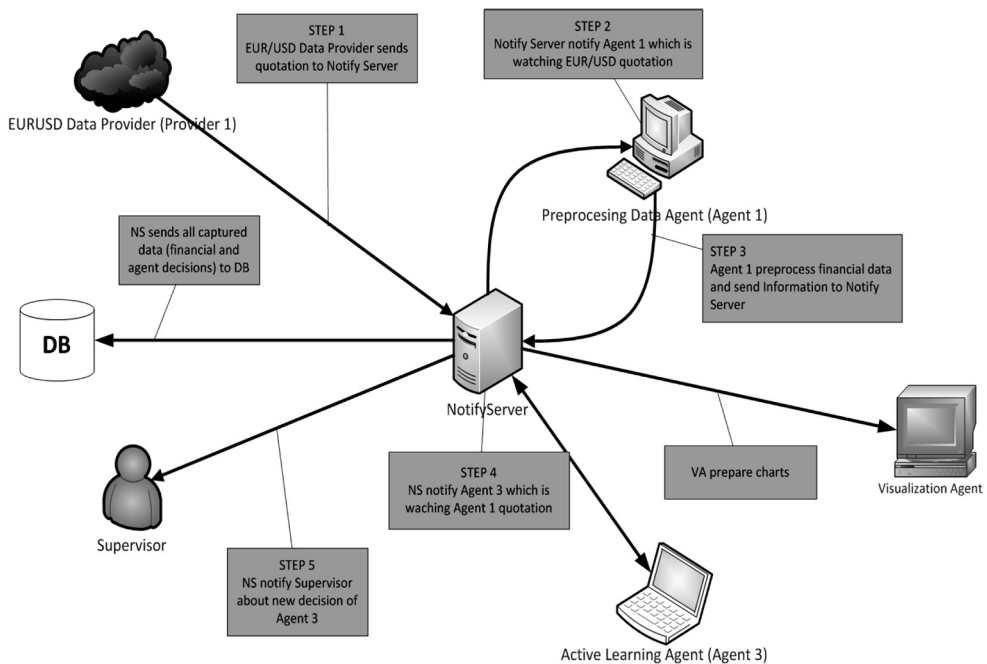 STEP 1
EUR/USD Data Provider sends
quotation to Notify Server
STEP 2
Notify Server notify Agent 1 which is
watching EUR/USD quotation
EURUSD Data Provider (Provider 1)
Preprocesing Data Agent (Agent 1)
NS sends all captured
data (financial and
agent decisions) to DB
STEP 3
Agent 1 preprocess financial data
and send Information to Notify
Server
DB
NotifyServer
STEP 4
NS notify Agent 3 which is
waching Agent 1 quotation
VA prepare charts
Visualization Agent
Supervisor
STEP 5
NS notify Supervisor
about new decision of
Agent 3
Active Learning Agent (Agent 3)